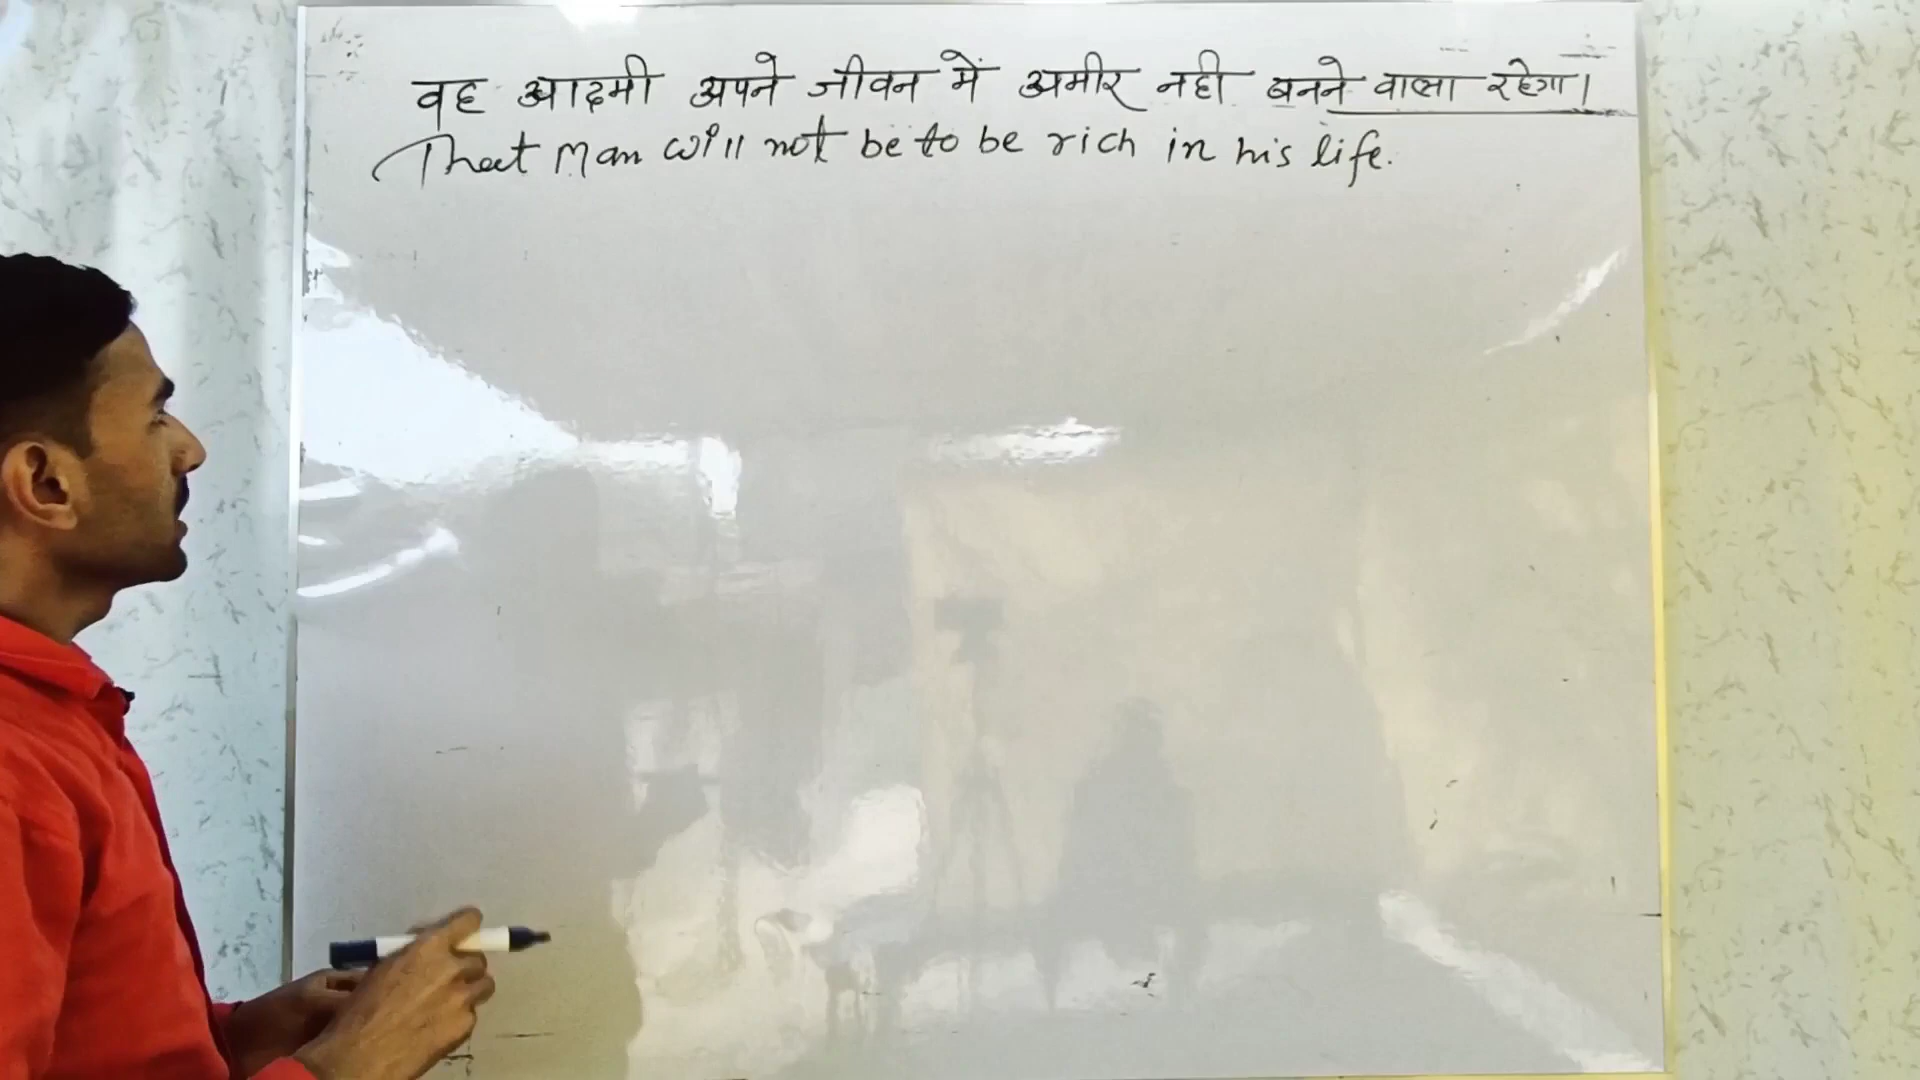 वह आदमी अपने जीवन में अमीर नही बनने वाला रहेगा।
That Man will not be to be rich in his life.